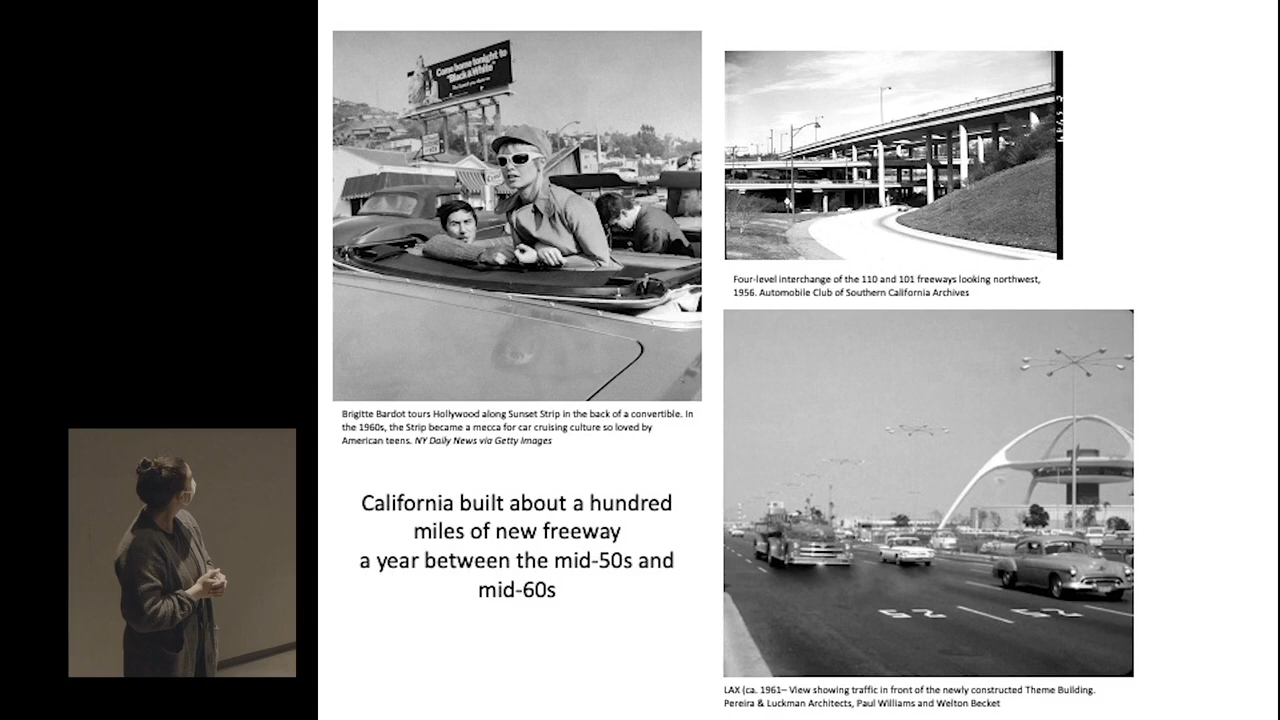 Come home tonight to
"Black & White"
Brigitte Bardot tours Hollywood along Sunset Strip in the back of a convertible. In
the 1960s, the Strip became a mecca for car cruising culture so loved by
American teens. NY Daily News via Getty Images
California built about a hundred
miles of new freeway
a year between the mid-50s and
mid-60s
Four-level interchange of the 110 and 101 freeways looking northwest,
1956. Automobile Club of Southern California Archives
LAX (ca. 1961– View showing traffic in front of the newly constructed Theme Building.
Pereira & Luckman Architects, Paul Williams and Welton Becket